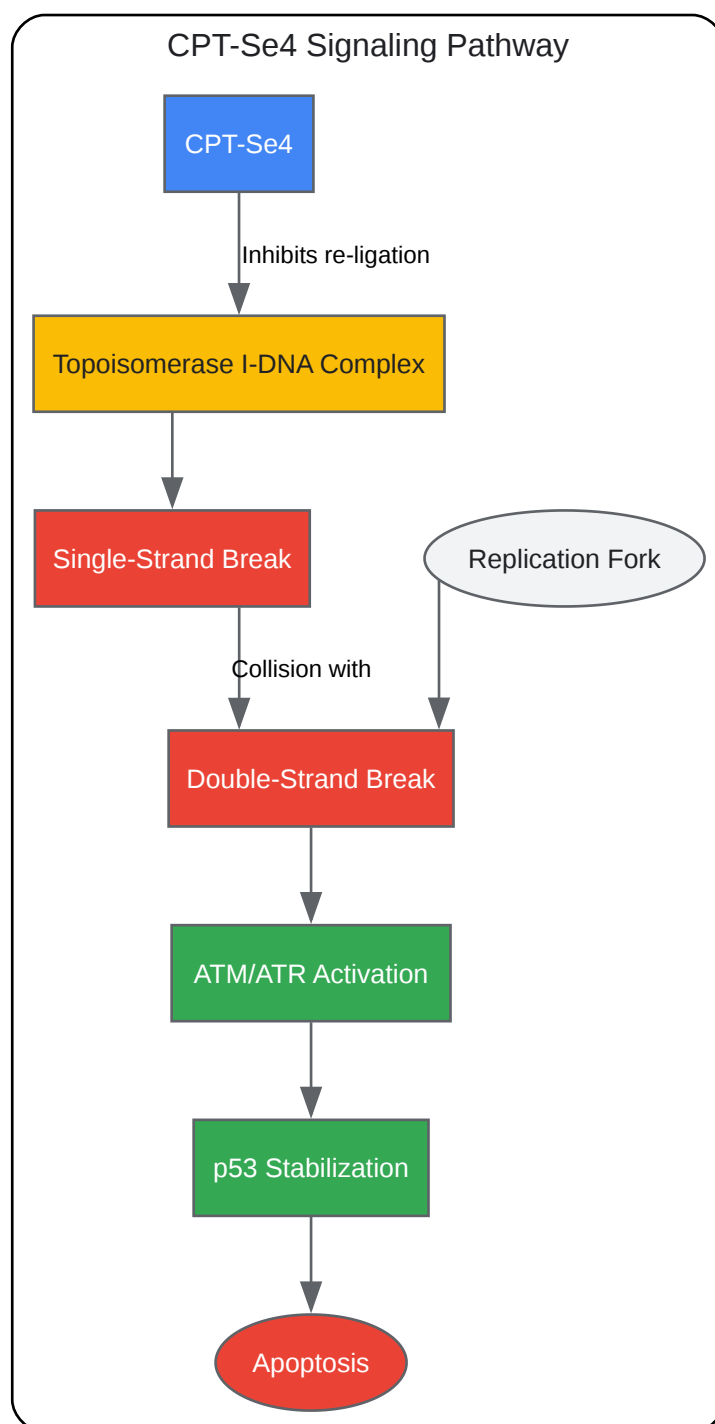 CPT-Se4 Signaling Pathway
CPT-Se4
Inhibits re-ligation
Topoisomerase I-DNA Complex
Single-Strand Break
Replication Fork
Collision with
Double-Strand Break
ATM/ATR Activation
p53 Stabilization
Apoptosis